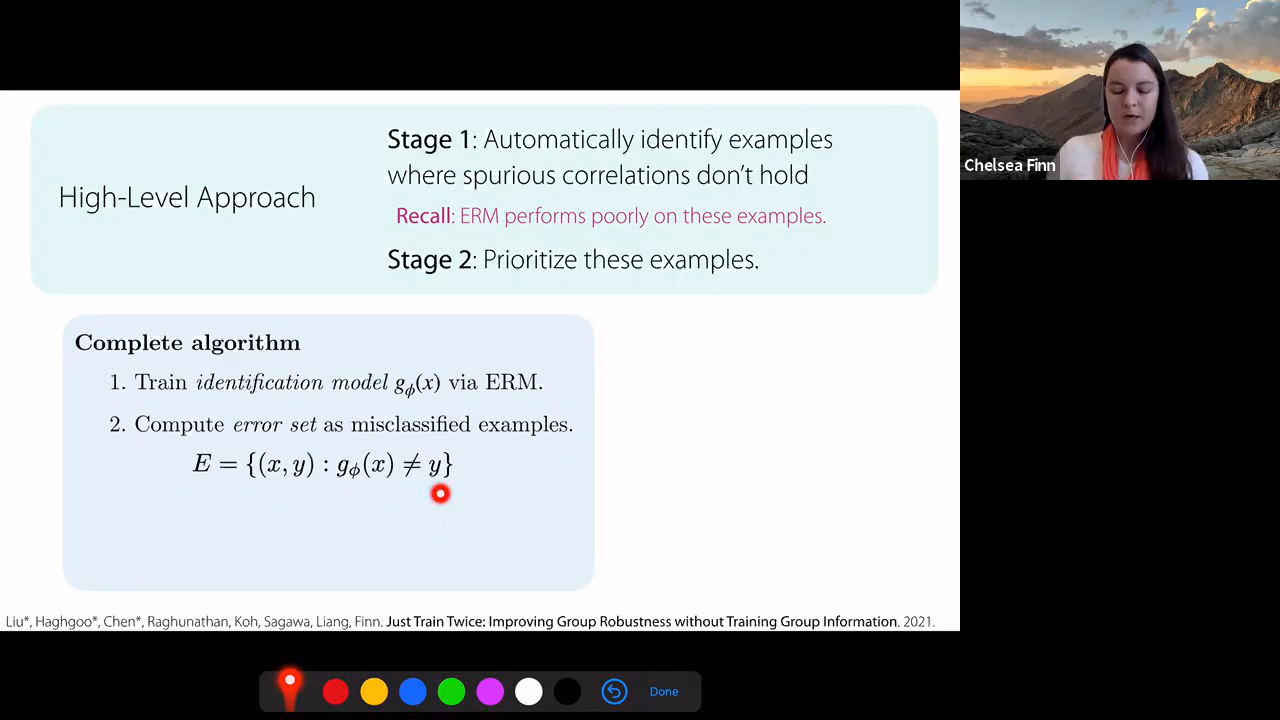 High-Level Approach
Stage 1: Automatically identify examples
where spurious correlations don't hold
Recall: ERM performs poorly on these examples.
Stage 2: Prioritize these examples.
Chelsea Finn
Complete algorithm
1. Train identification model gϕ(x) via ERM.
2. Compute error set as misclassified examples.
E = {(x, y) : gϕ(x) ≠ y}
Liu*, Haghgoo*, Chen*, Raghunathan, Koh, Sagawa, Liang, Finn. Just Train Twice: Improving Group Robustness without Training Group Information. 2021.
Done